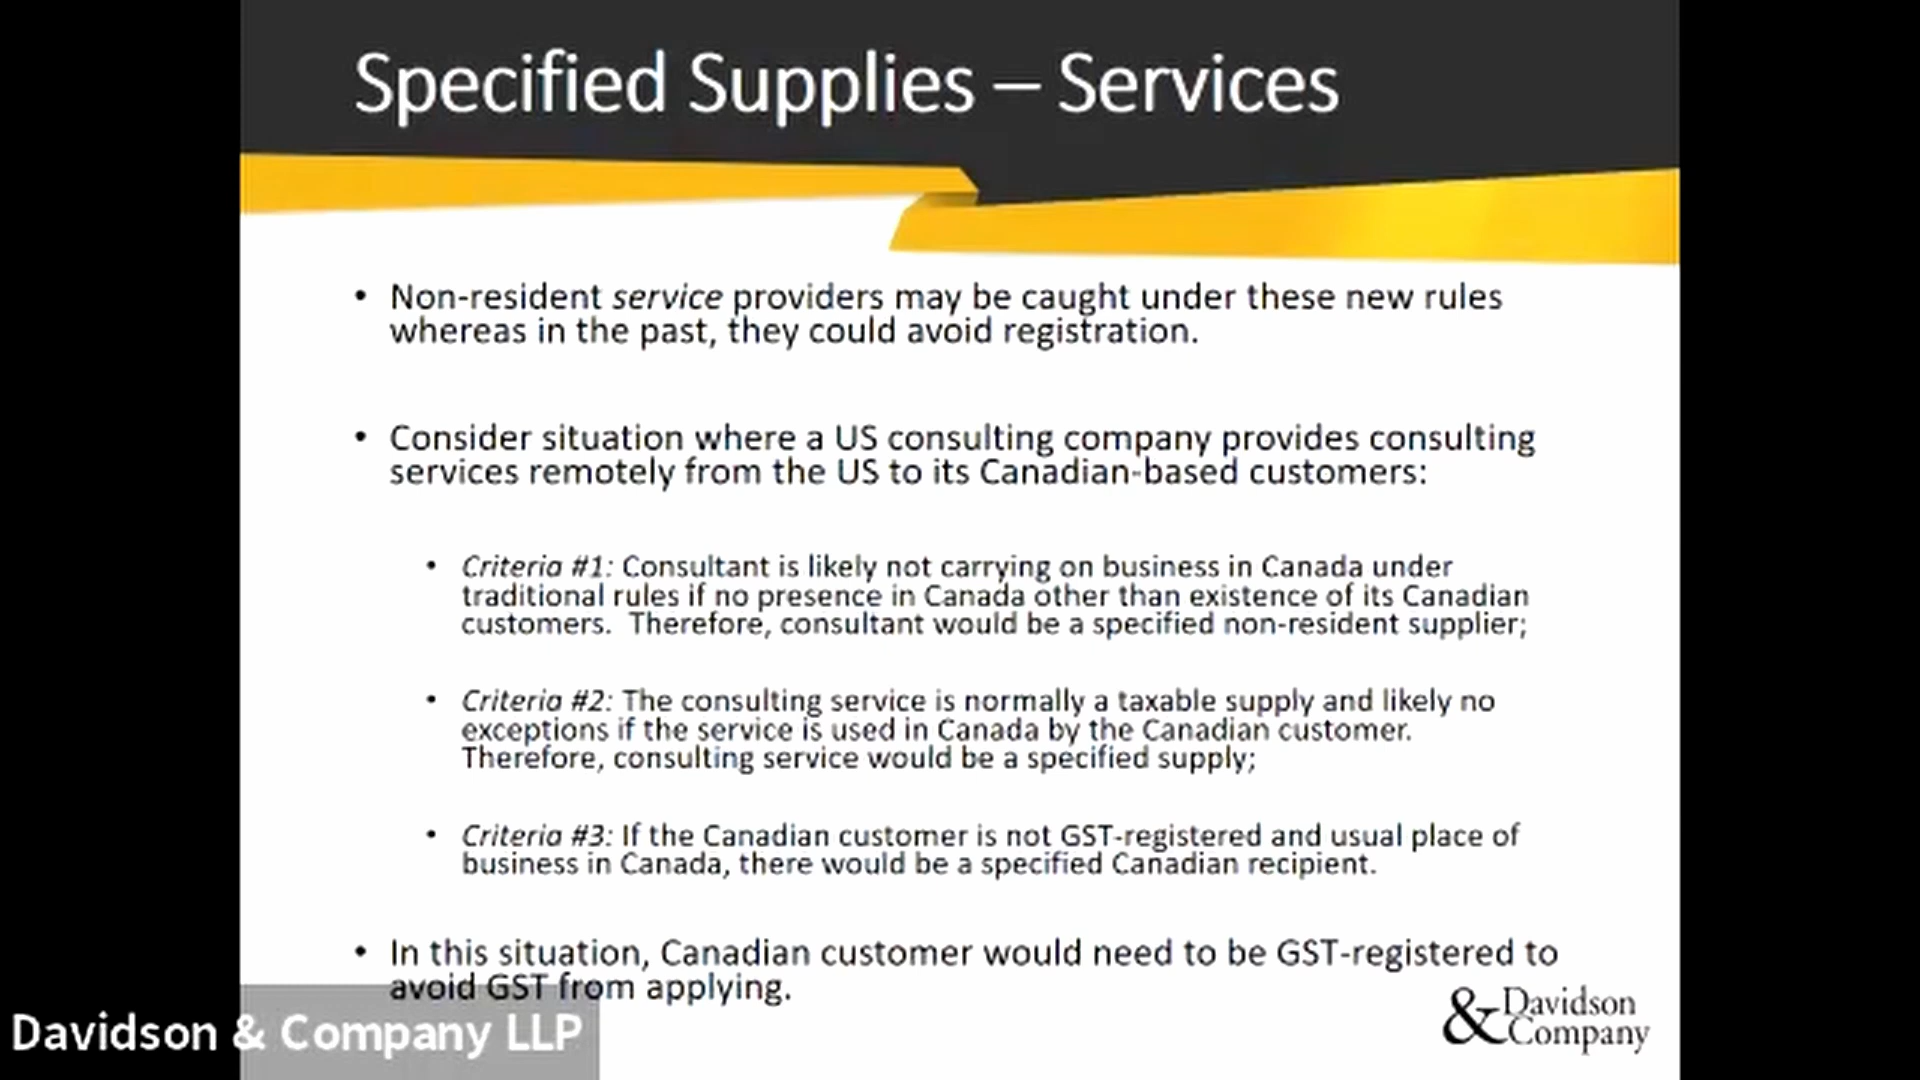 Specified Supplies – Services
• Non-resident service providers may be caught under these new rules
whereas in the past, they could avoid registration.
• Consider situation where a US consulting company provides consulting
services remotely from the US to its Canadian-based customers:
• Criteria #1: Consultant is likely not carrying on business in Canada under
traditional rules if no presence in Canada other than existence of its Canadian
customers.  Therefore, consultant would be a specified non-resident supplier;
• Criteria #2: The consulting service is normally a taxable supply and likely no
exceptions if the service is used in Canada by the Canadian customer.
Therefore, consulting service would be a specified supply;
• Criteria #3: If the Canadian customer is not GST-registered and usual place of
business in Canada, there would be a specified Canadian recipient.
• In this situation, Canadian customer would need to be GST-registered to
avoid GST from applying.
Davidson & Company LLP
& Davidson
Company